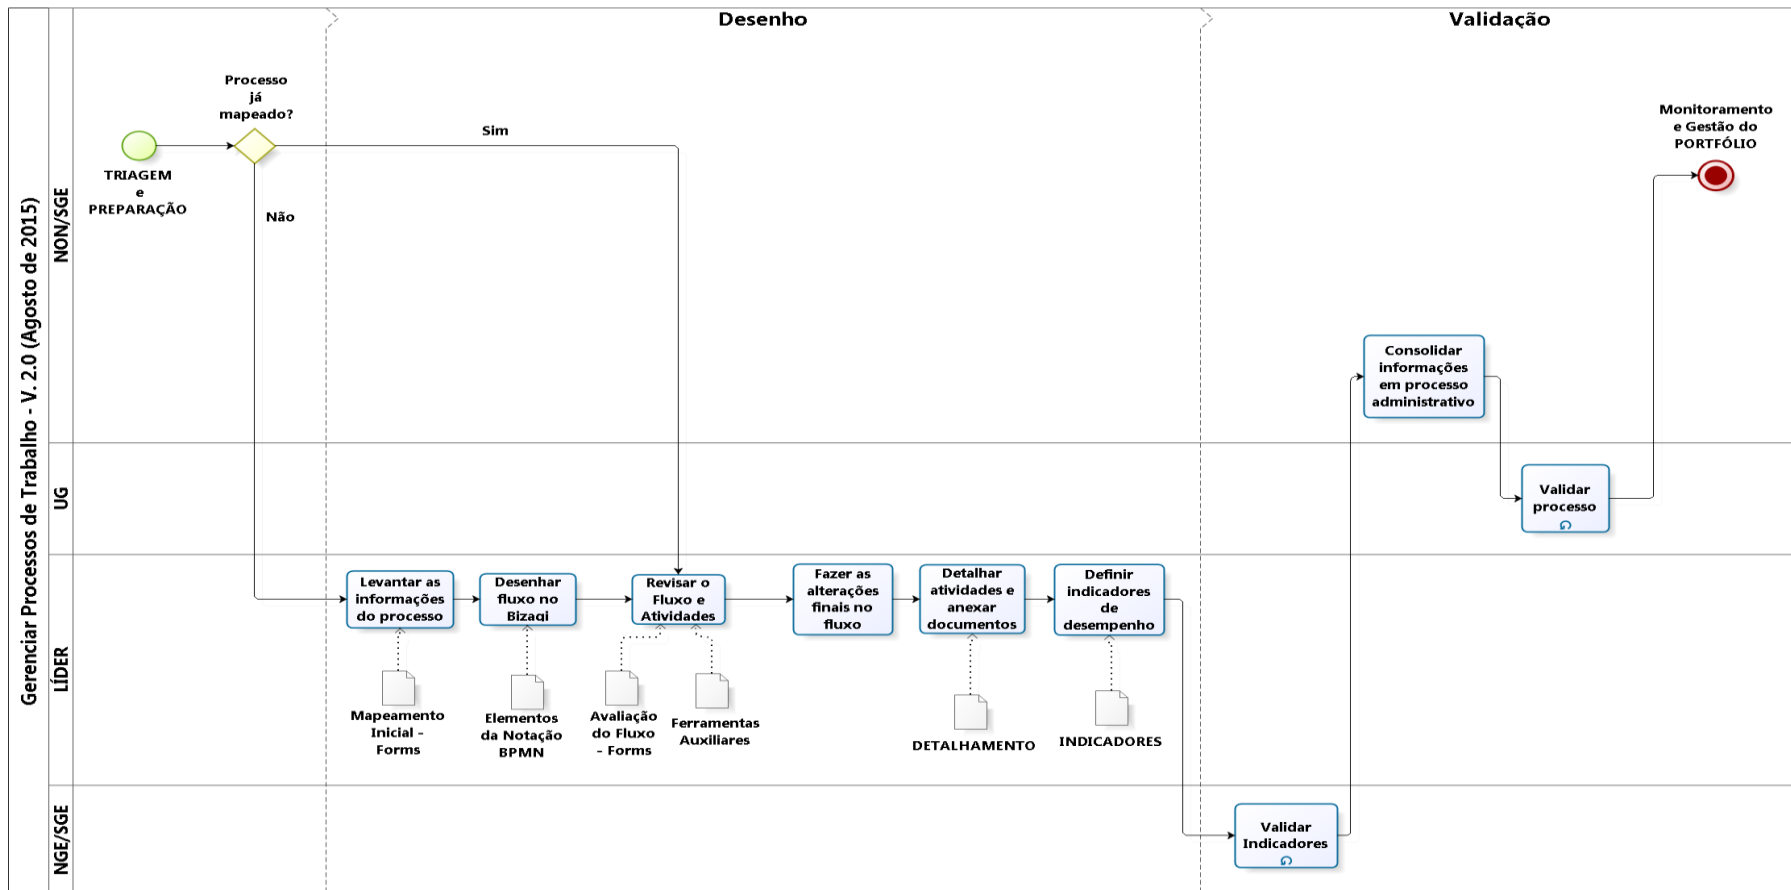 Gerenciar Processos de Trabalho - V. 2.0 (Agosto de 2015)
Desenho
Validação
NON/SGE
Processo
já
mapeado?
TRIAGEM
e
PREPARAÇÃO
Sim
Não
Monitoramento
e Gestão do
PORTFÓLIO
Consolidar
informações
em processo
administrativo
UG
Validar
processo
LÍDER
Levantar as
informações
do processo
Desenhar
fluxo no
Bizagi
Revisar o
Fluxo e
Atividades
Fazer as
alterações
finais no
fluxo
Detalhar
atividades e
anexar
documentos
Definir
indicadores
de
desempenho
Mapeamento
Inicial -
Forms
Elementos
da Notação
BPMN
Avaliação
do Fluxo
- Forms
Ferramentas
Auxiliares
DETALHAMENTO
INDICADORES
NGE/SGE
Validar
Indicadores